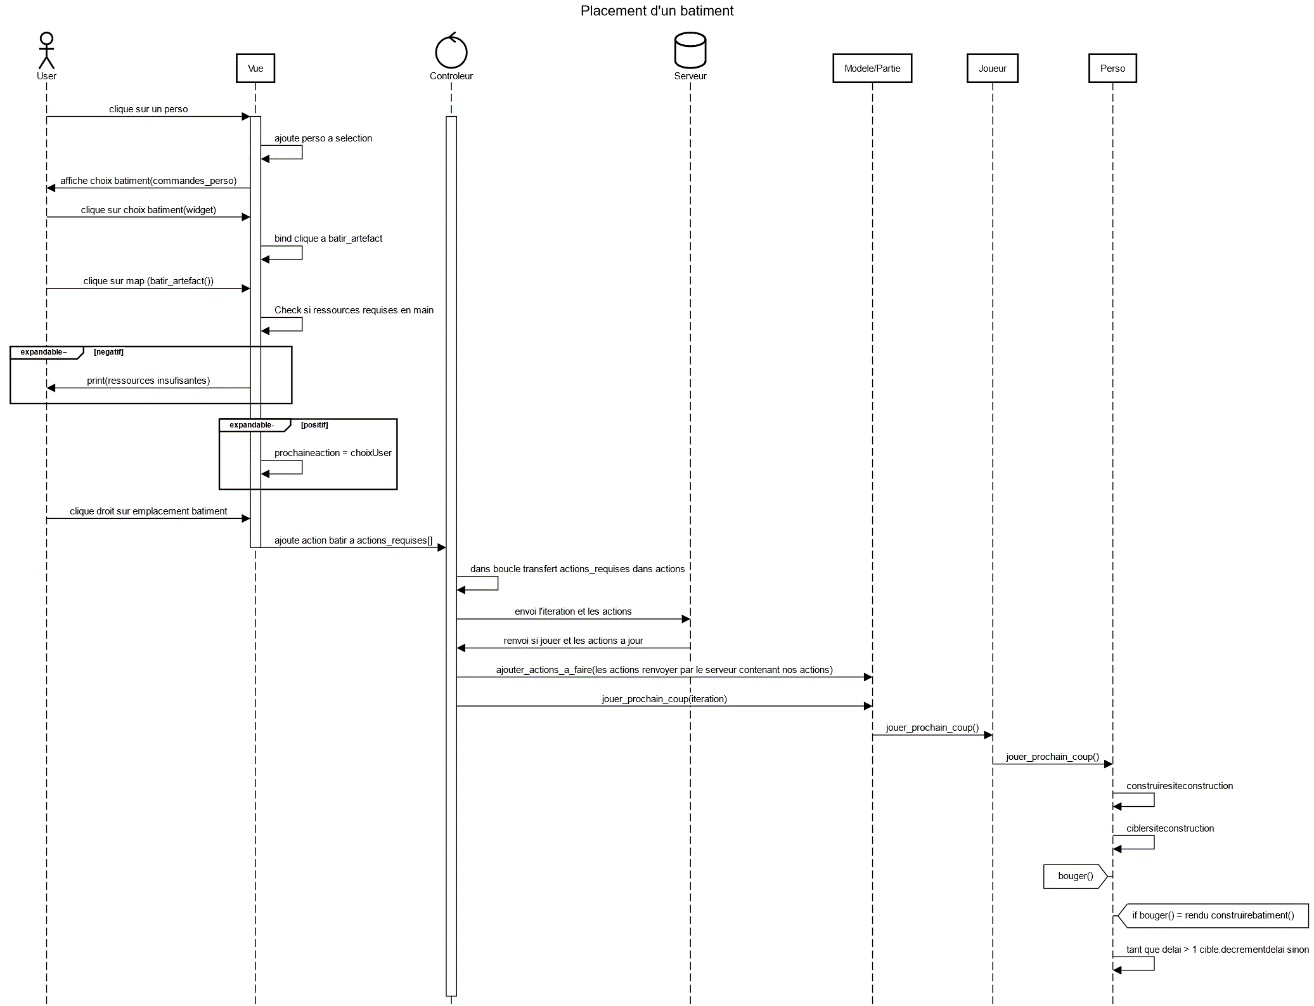 Placement d'un batiment
User
Vue
Controleur
Serveur
Modele/Partie
Joueur
Perso
clique sur un perso
ajoute perso a selection
affiche choix batiment(commandes_perso)
clique sur choix batiment(widget)
bind clique a batir_artefact
clique sur map (batir_artefact())
Check si ressources requises en main
expandable– [negatif]
print(ressources insufisantes)
expandable- [positif]
prochaineaction = choixUser
clique droit sur emplacement batiment
ajoute action batir a actions_requises[]
dans boucle transfert actions_requises dans actions
envoi l'iteration et les actions
renvoi si jouer et les actions a jour
ajouter_actions_a_faire(les actions renvoyer par le serveur contenant nos actions)
jouer_prochain_coup(iteration)
jouer_prochain_coup()
jouer_prochain_coup()
construiresiteconstruction
ciblersiteconstruction
bouger()
if bouger() = rendu construirebatiment()
tant que delai > 1 cible.decrementdelai sinon